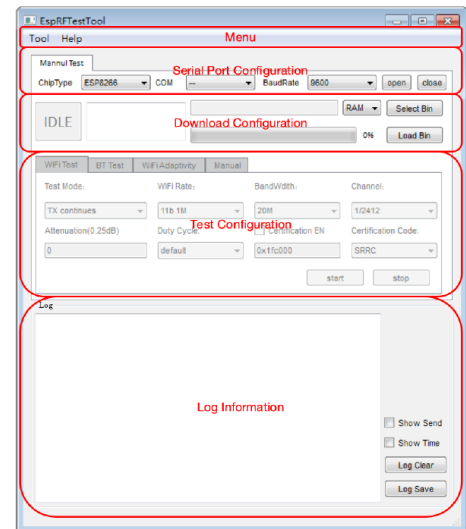 EspRFTestTool
Tool Help
Menu
MannulTest
Serial Port Configuration
ChipType ESP8266 COM --- BaudRate 9600 open close
RAM Select Bin
IDLE
Download Configuration
0% Load Bin
WiFi Test BT Test WiFi Adaptivity Manual
Test Mode: WiFi Rate: BandWidth: Channel:
TX continues 11b 1M 20M 1/2412
Test Configuration
Attenuation(0.25dB) Duty Cycle: Certification EN Certification Code:
0 default 0x1fc000 SRRC
start stop
Log
Log Information
Show Send
Show Time
Log Clear
Log Save